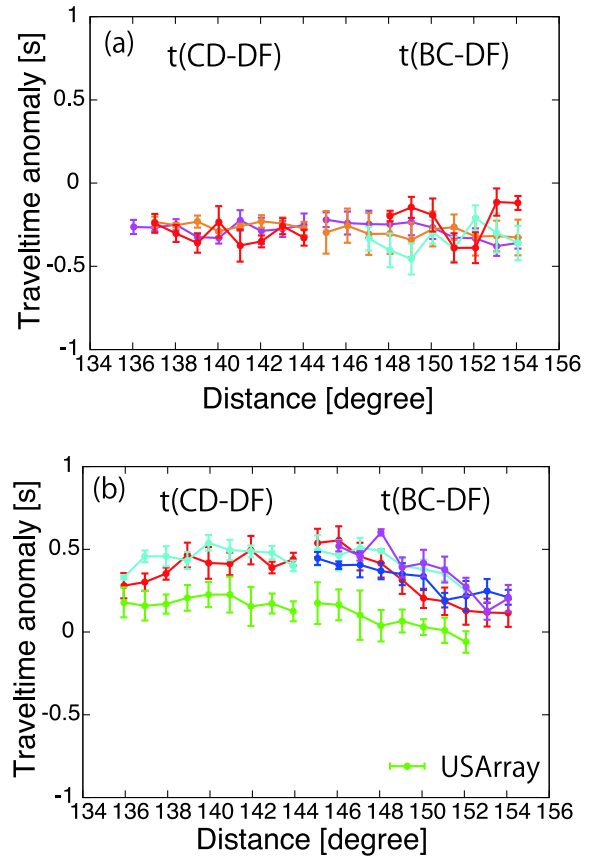 (a)
t(CD-DF) t(BC-DF)
Traveltime anomaly [s]
1
0.5
0
-0.5
-1
134 136 138 140 142 144 146 148 150 152 154 156
Distance [degree]
(b)
t(CD-DF) t(BC-DF)
Traveltime anomaly [s]
1
0.5
0
-0.5
-1
USArray
134 136 138 140 142 144 146 148 150 152 154 156
Distance [degree]